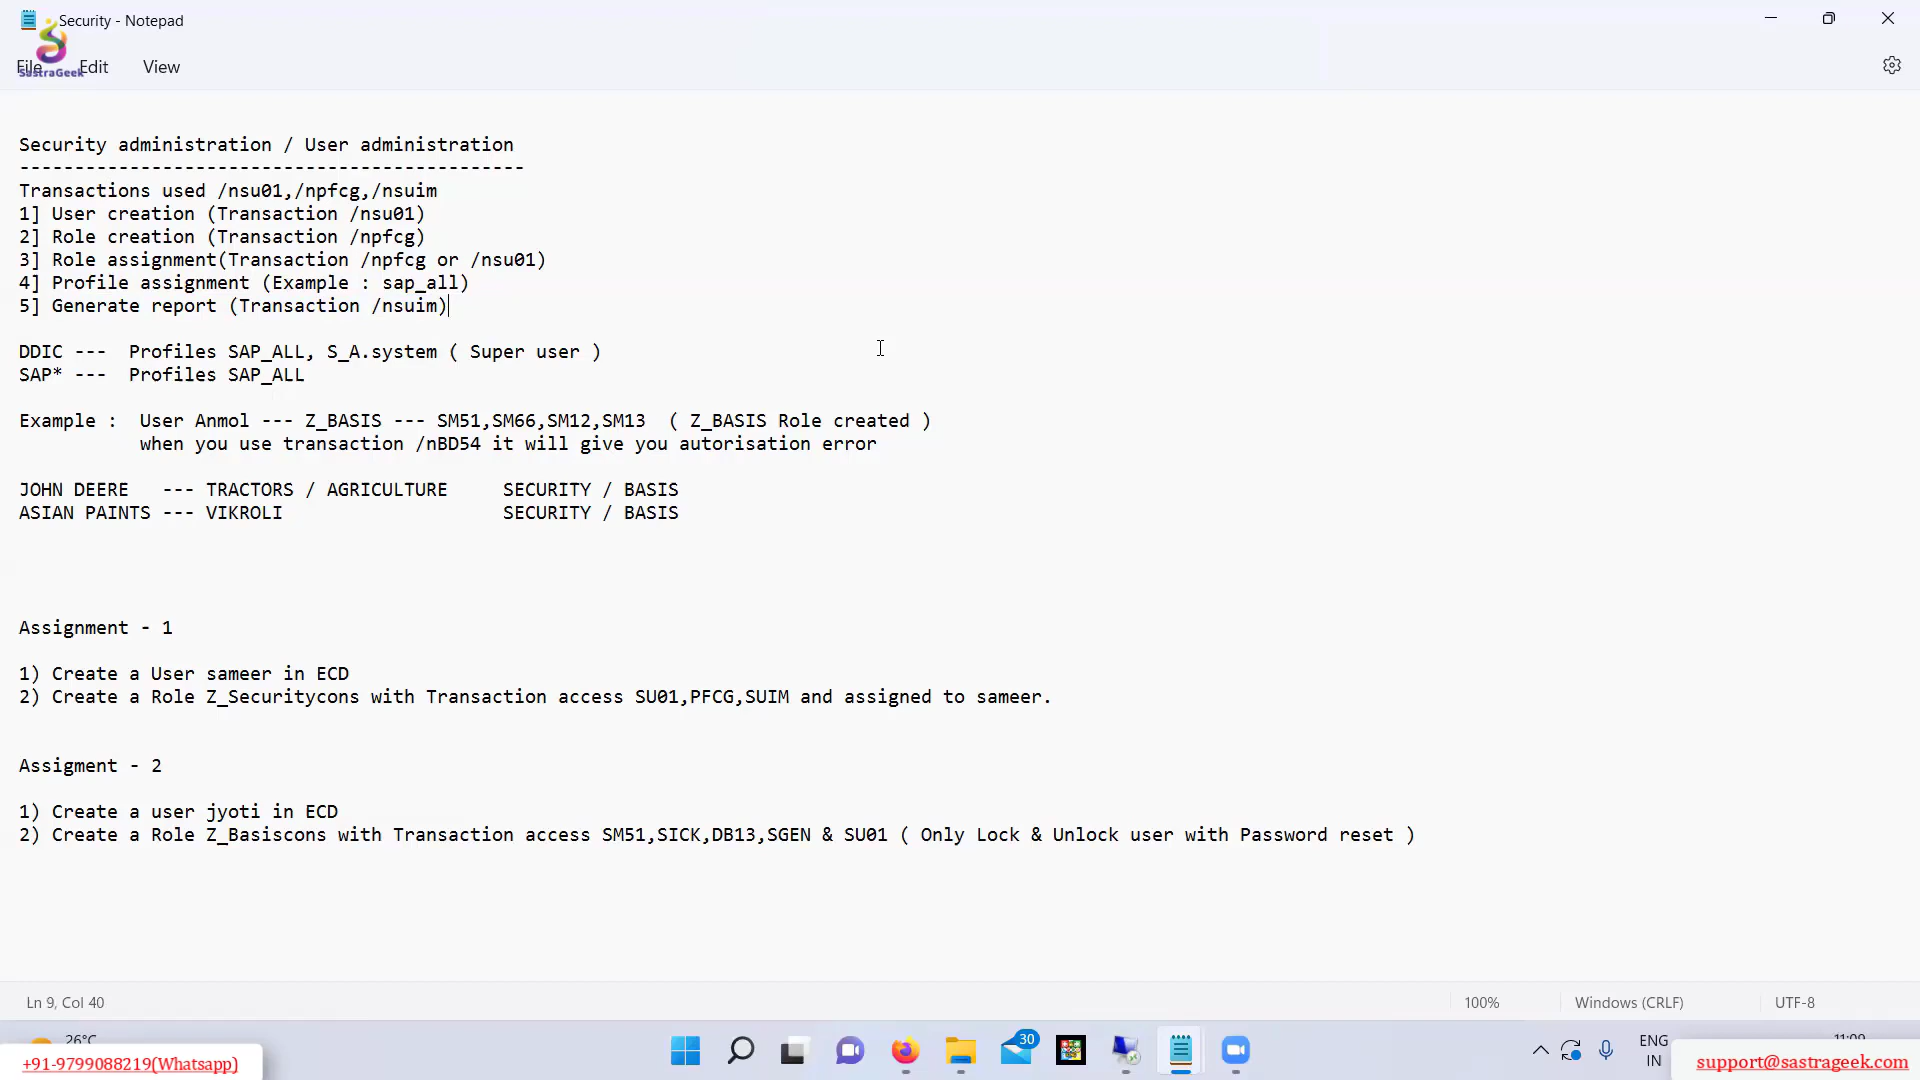 Security - Notepad
SastraGeek
File Edit View
Security administration / User administration
----------------------------------------------
Transactions used /nsu01,/npfcg,/nsuim
1] User creation (Transaction /nsu01)
2] Role creation (Transaction /npfcg)
3] Role assignment(Transaction /npfcg or /nsu01)
4] Profile assignment (Example : sap_all)
5] Generate report (Transaction /nsuim)
DDIC --- Profiles SAP_ALL, S_A.system ( Super user )
SAP* --- Profiles SAP_ALL
Example : User Anmol --- Z_BASIS --- SM51,SM66,SM12,SM13 ( Z_BASIS Role created )
when you use transaction /nBD54 it will give you autorisation error
JOHN DEERE --- TRACTORS / AGRICULTURE SECURITY / BASIS
ASIAN PAINTS --- VIKROLI SECURITY / BASIS
Assignment - 1
1) Create a User sameer in ECD
2) Create a Role Z_Securitycons with Transaction access SU01,PFCG,SUIM and assigned to sameer.
Assigment - 2
1) Create a user jyoti in ECD
2) Create a Role Z_Basiscons with Transaction access SM51,SICK,DB13,SGEN & SU01 ( Only Lock & Unlock user with Password reset )
Ln 9, Col 40 100% Windows (CRLF) UTF-8
26°C
30
ENG
IN
+91-9799088219(Whatsapp)
support@sastrageek.com